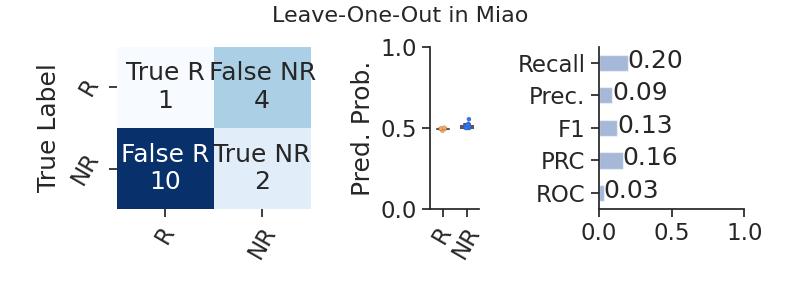 Leave-One-Out in Miao
True Label
R
NR
True R
1
False NR
4
False R
10
True NR
2
R
NR
Pred. Prob.
1.0
0.5
0.0
R
NR
Recall
Prec.
F1
PRC
ROC
0.20
0.09
0.13
0.16
0.03
0.0
0.5
1.0